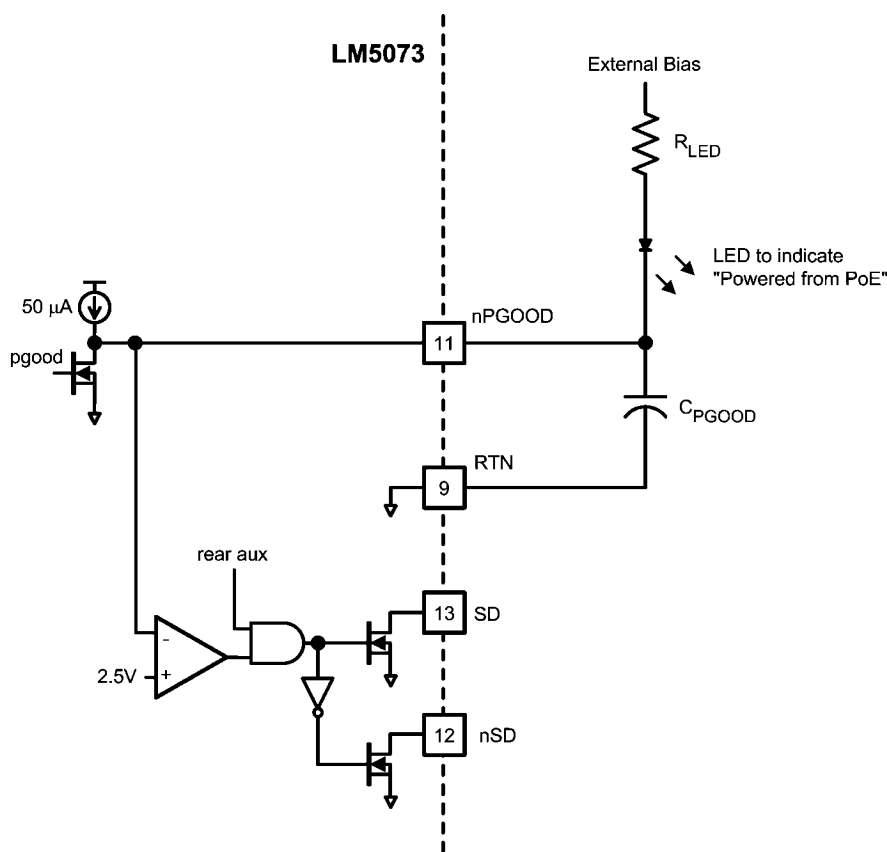 LM5073
External Bias
RLED
LED to indicate
"Powered from PoE"
50 µA
nPGOOD
11
pgood
CPGOOD
RTN
9
rear aux
13
SD
-
2.5V
+
12
nSD